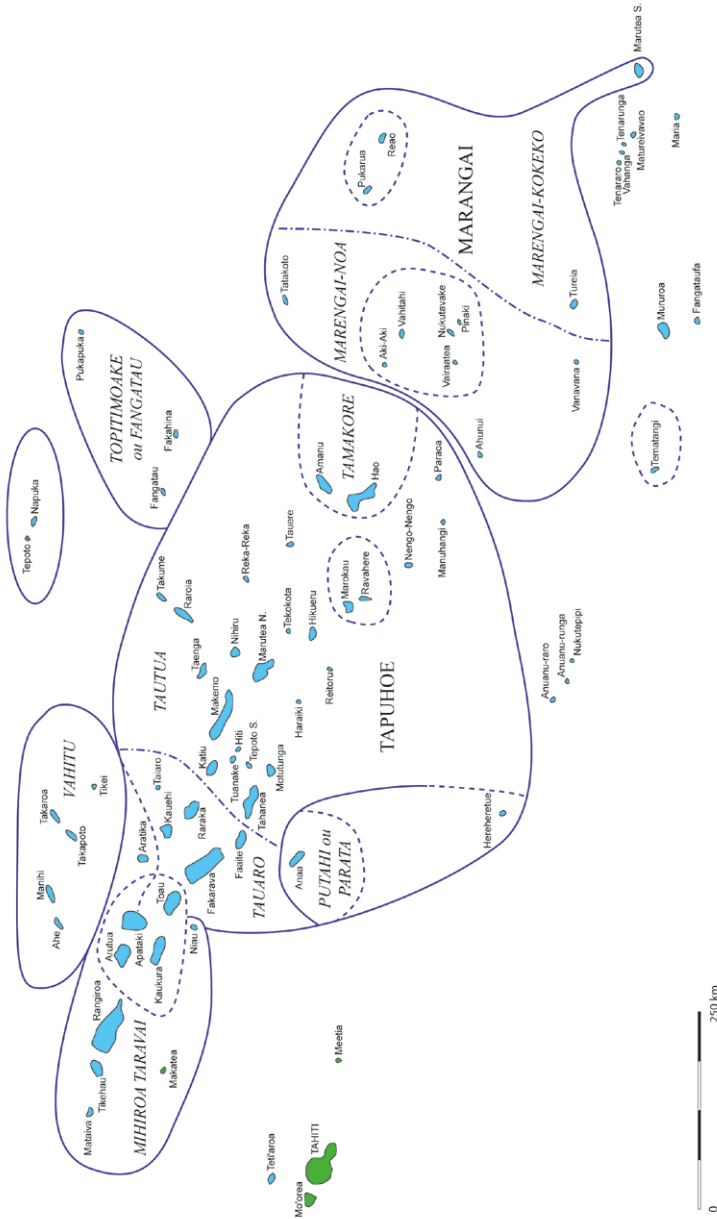 Mataiva
Tikehau
Rangiroa
MIHIROA TARAVAI
Makatea
Arutua
Apataki
Kaukura
Toau
Niau
Ahe
Manihi
Takapoto
Takaroa
VAHITU
Tikei
Tepoto
Napuka
TOPITIMOAKE
ou FANGATAU
Fangatau
Fakahina
Pukapuka
Aratika
Taiaro
Kauehi
Raraka
Fakarava
Faaite
TAUARO
TAUTUA
Takume
Raroia
Taenga
Makemo
Katiu
Nihiru
Marutea N.
Tuanake
Hiti
Tepoto S.
Tahanea
Motutunga
Reka-Reka
Tauere
Tekokota
Hikueru
Haraiki
Reitoru
Anaa
PUTAHI ou
PARATA
TAPUHOE
Marokau
Ravahere
TAMAKORE
Amanu
Hao
Nengo-Nengo
Paraoa
Manuhangi
Ahunui
Hereheretue
Anuanu-raro
Anuanu-runga
Nukutepipi
Tatakoto
Pukarua
Reao
MARENGAI-NOA
Aki-Aki
Vahitahi
Vairaatea
Nukutavake
Pinaki
MARANGAI
MARENGAI-KOKEKO
Tureia
Vanavana
Marutea S.
Tenararo
Vahanga
Tenarunga
Matureivavao
Maria
Tematangi
Mururoa
Fangataufa
Teti'aroa
Mo'orea
TAHITI
Meetia
0
250 km